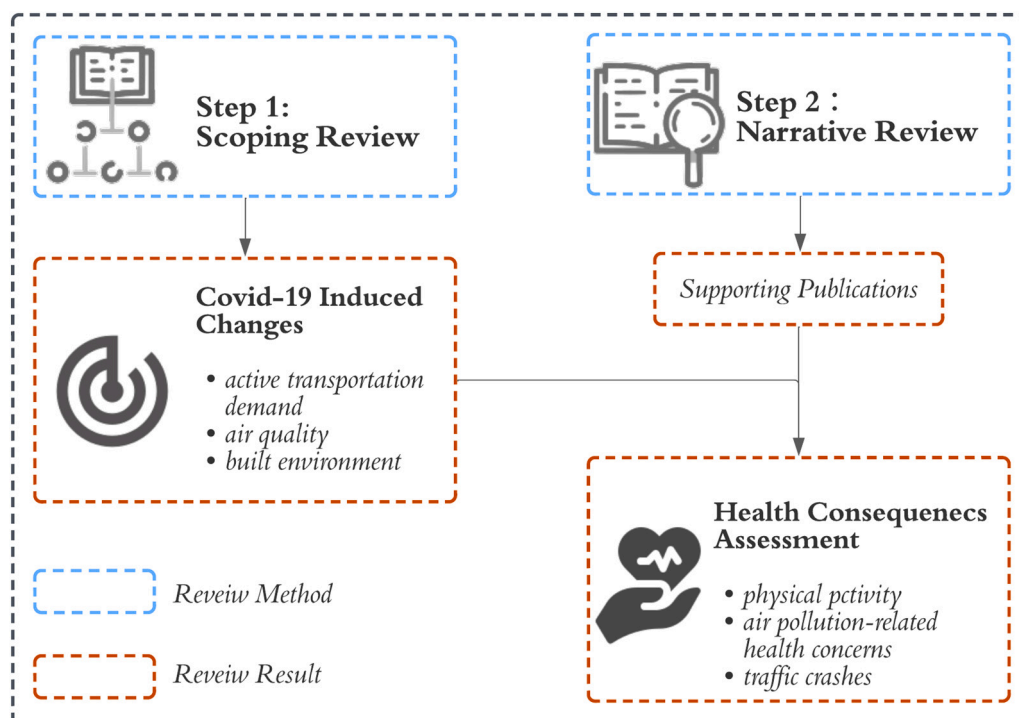 Step 1:
Scoping Review
Step 2：
Narrative Review
Covid-19 Induced
Changes
• active transportation
demand
• air quality
• built environment
Supporting Publications
Health Consequenecs
Assessment
• physical pctivity
• air pollution-related
health concerns
• traffic crashes
Reveiw Method
Reveiw Result